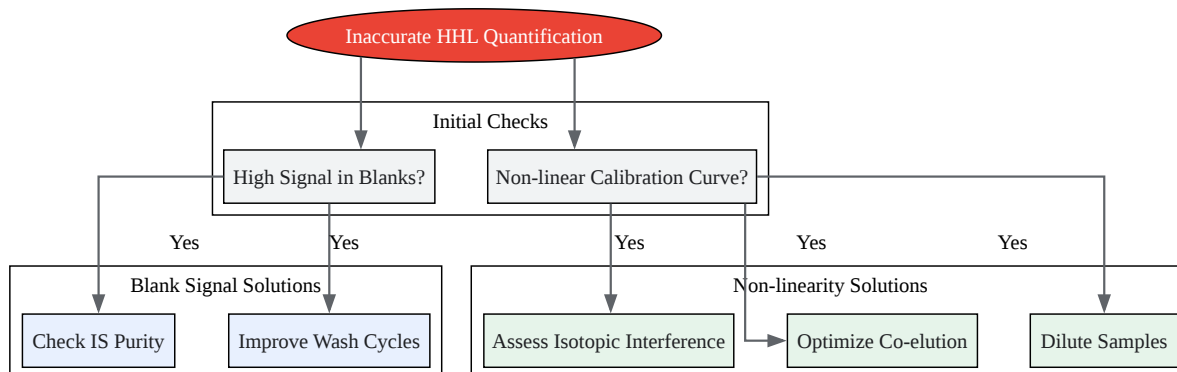 Inaccurate HHL Quantification
Initial Checks
High Signal in Blanks?
Non-linear Calibration Curve?
Yes
Yes
Yes
Yes
Yes
Blank Signal Solutions
Non-linearity Solutions
Check IS Purity
Improve Wash Cycles
Assess Isotopic Interference
Optimize Co-elution
Dilute Samples